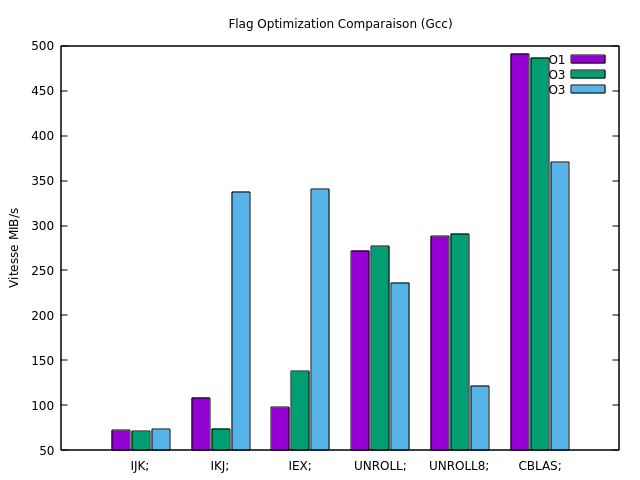 Flag Optimization Comparaison (Gcc)
500
450
400
350
300
250
200
150
100
50
Vitesse MIB/s
O1
O3
O3
IJK;
IKJ;
IEX;
UNROLL;
UNROLL8;
CBLAS;